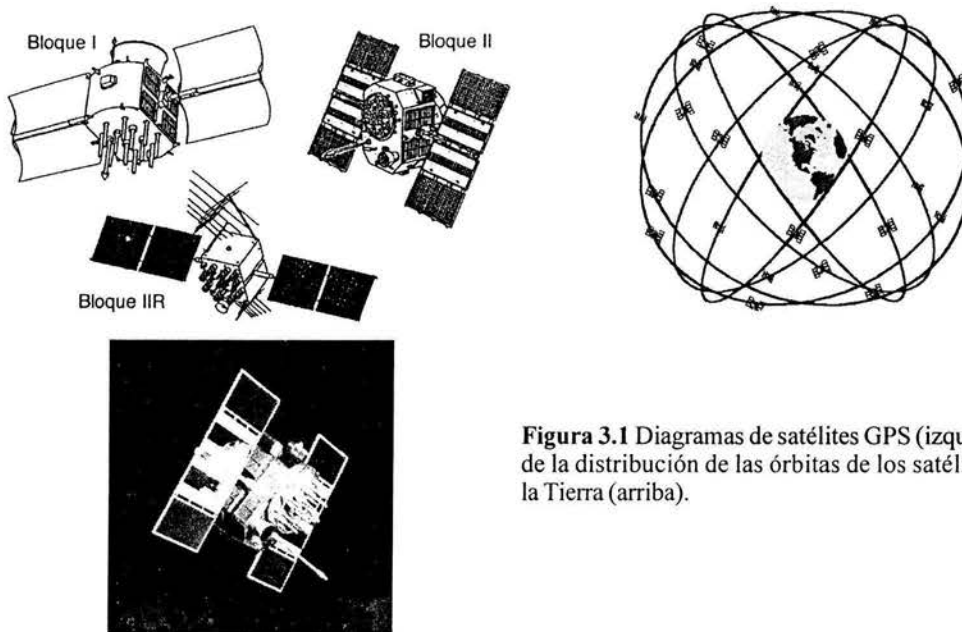 Bloque I
Bloque II
Bloque IIR
Figura 3.1 Diagramas de satélites GPS (izqu
de la distribución de las órbitas de los satéli
la Tierra (arriba).